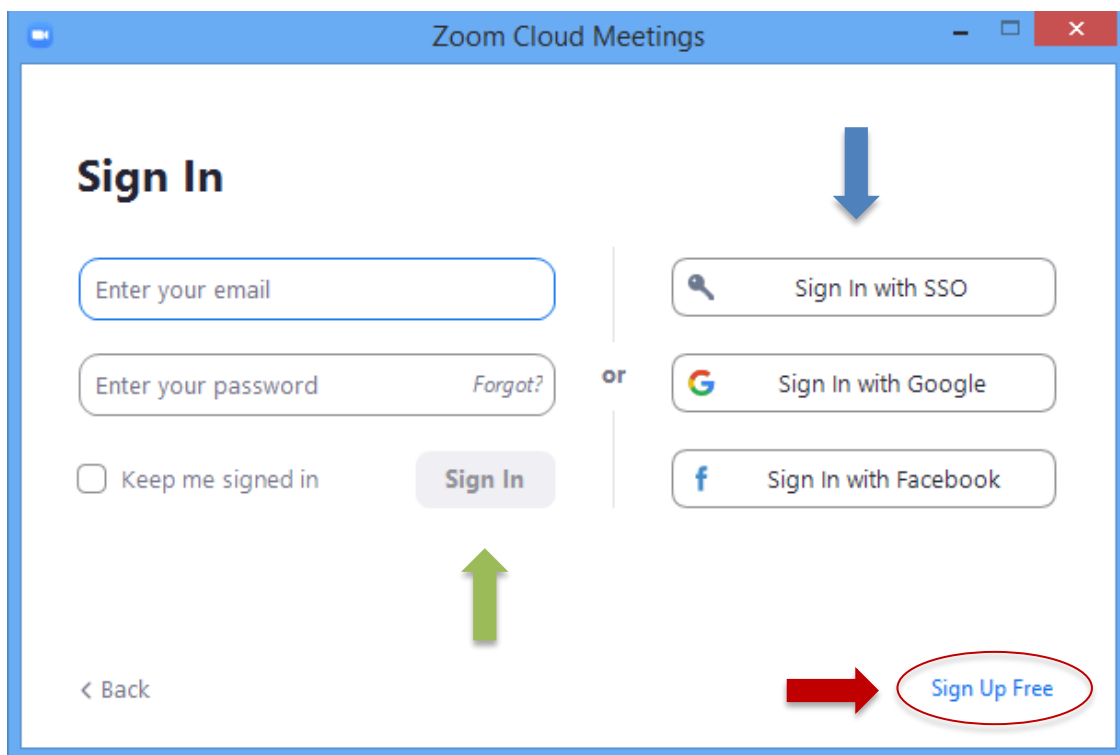 Zoom Cloud Meetings
Sign In
Enter your email
Enter your password Forgot?
Keep me signed in Sign In
or
Sign In with SSO
Sign In with Google
Sign In with Facebook
< Back
Sign Up Free